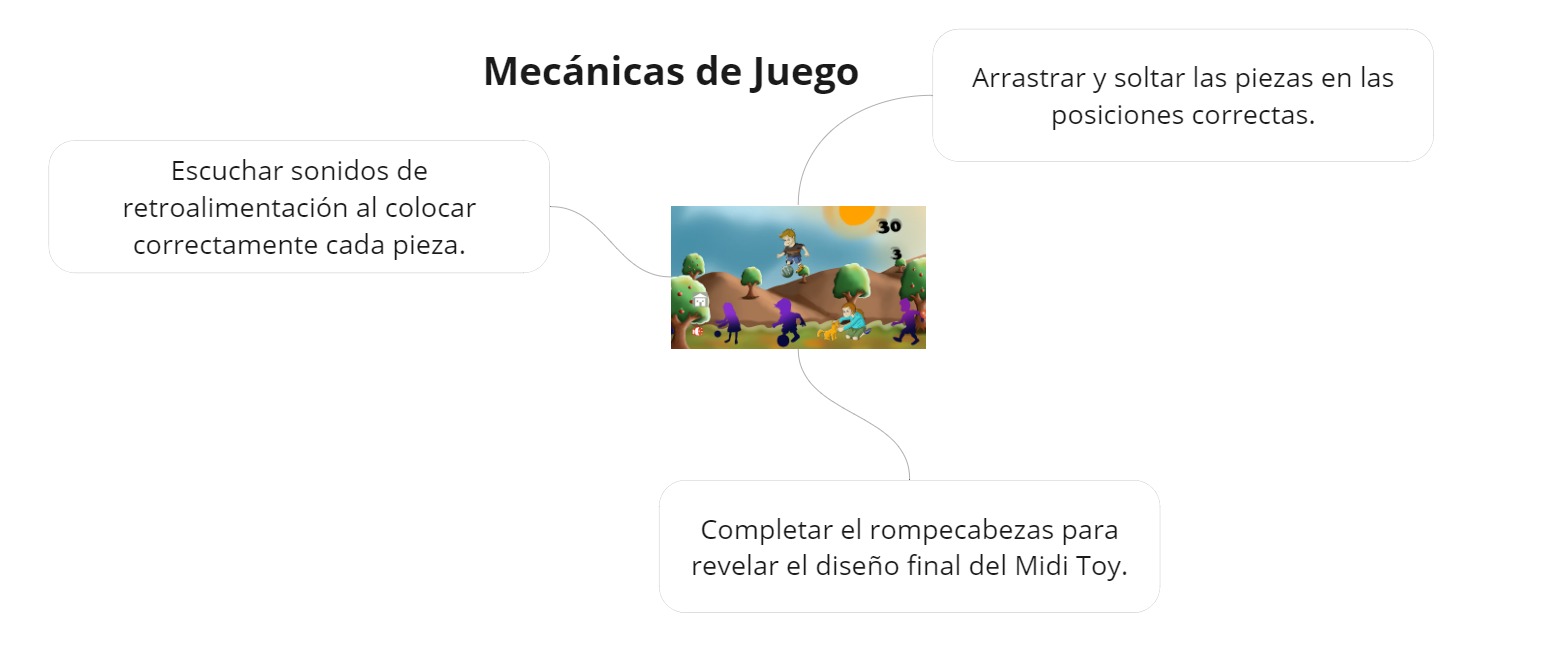 Mecánicas de Juego
Arrastrar y soltar las piezas en las
posiciones correctas.
Escuchar sonidos de
retroalimentación al colocar
correctamente cada pieza.
30
3
Completar el rompecabezas para
revelar el diseño final del Midi Toy.